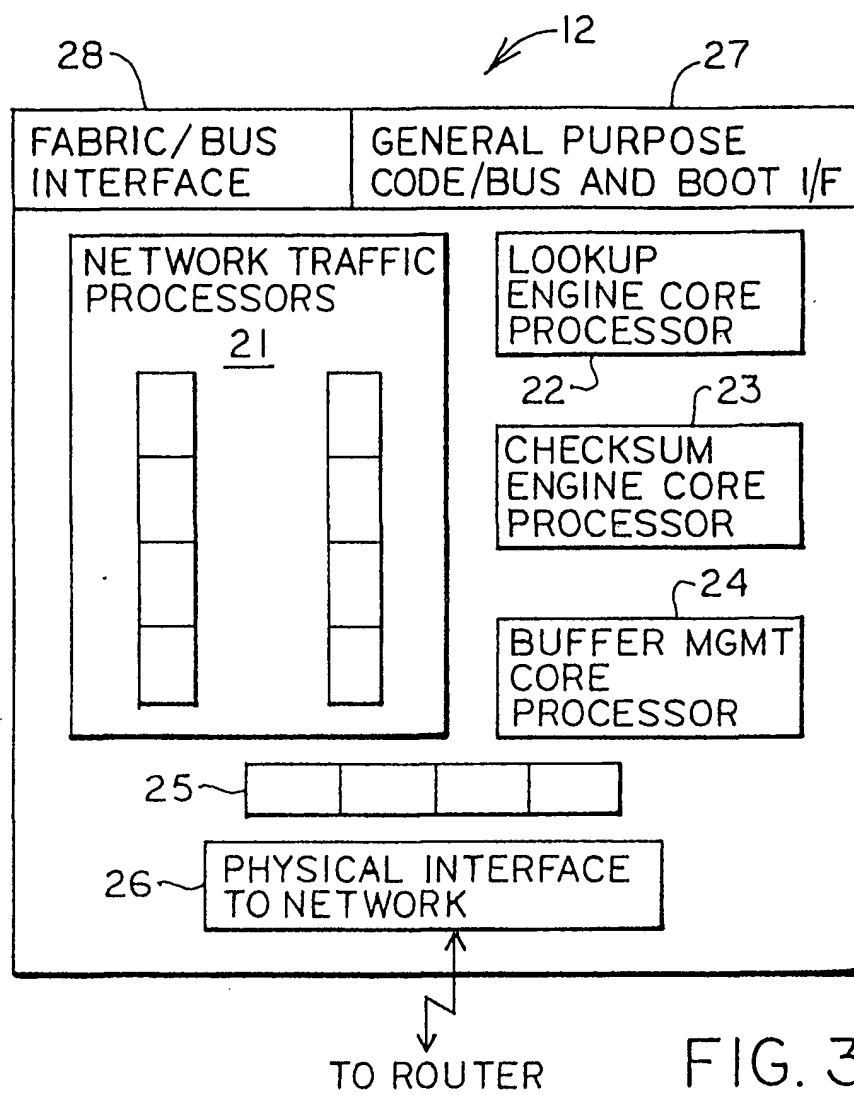 12
28
27
FABRIC/BUS
INTERFACE
GENERAL PURPOSE
CODE/BUS AND BOOT I/F
NETWORK TRAFFIC
PROCESSORS
21
LOOKUP
ENGINE CORE
PROCESSOR
22
23
CHECKSUM
ENGINE CORE
PROCESSOR
24
BUFFER MGMT
CORE
PROCESSOR
25
26
PHYSICAL INTERFACE
TO NETWORK
TO ROUTER
FIG. 3